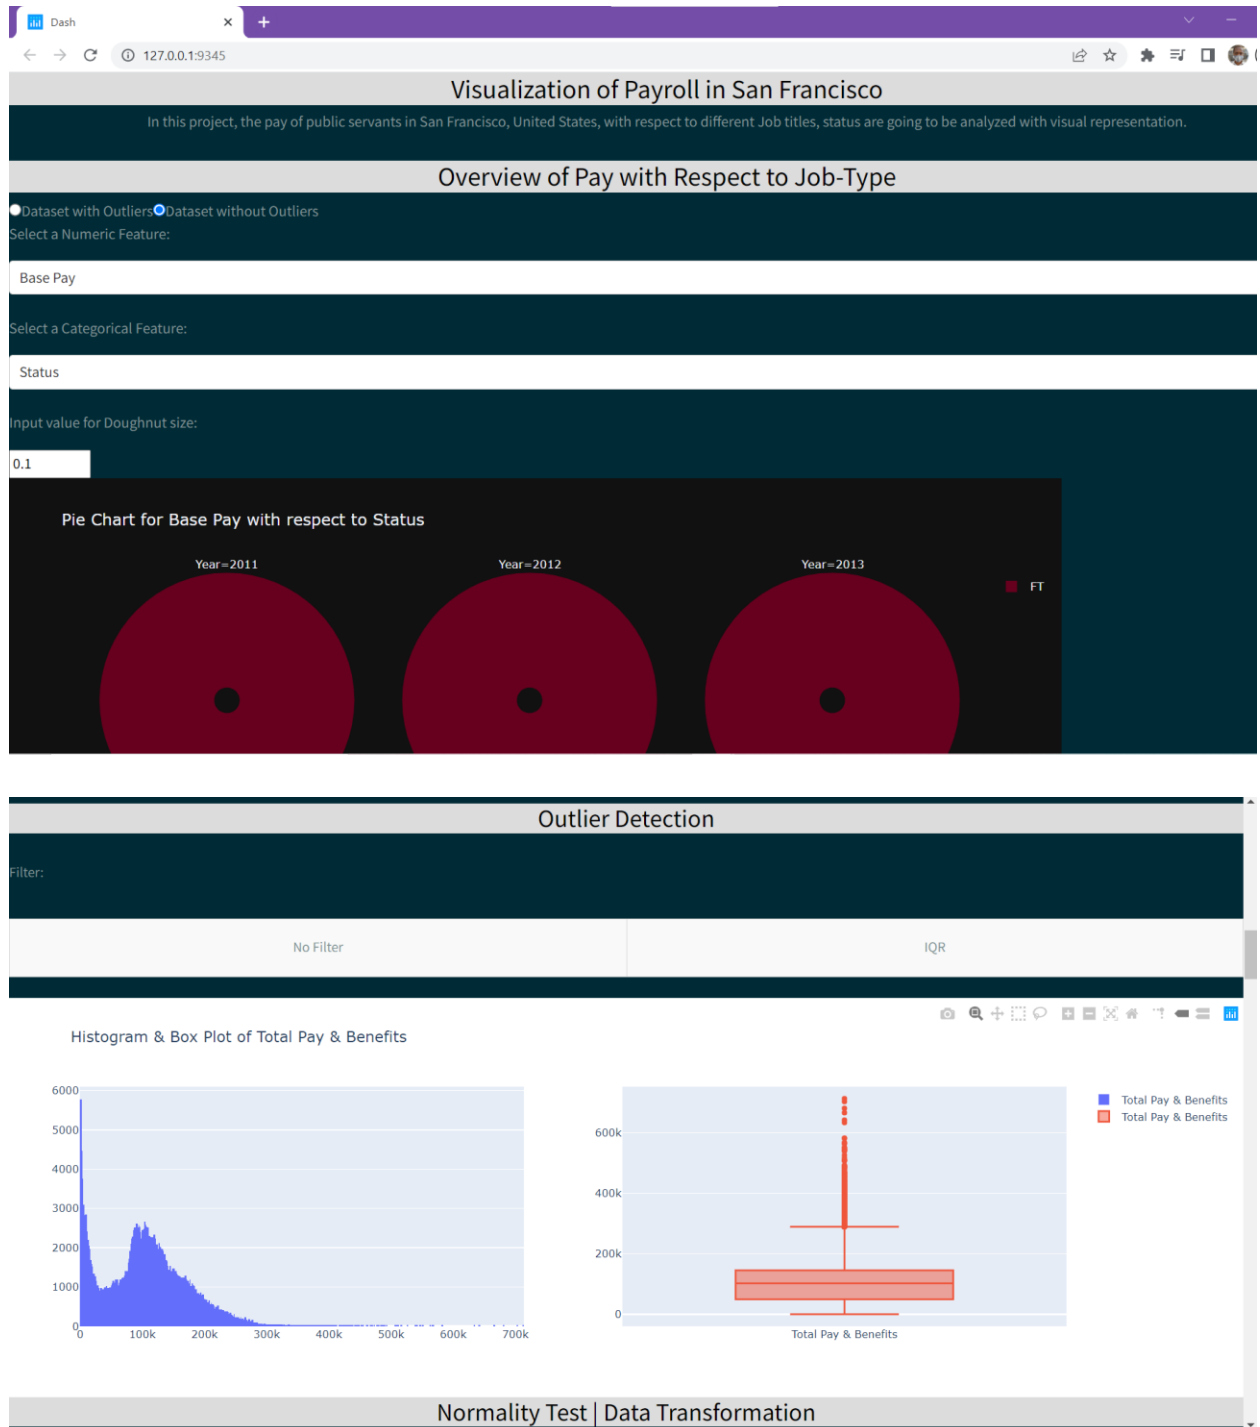 Dash
127.0.0.1:9345
Visualization of Payroll in San Francisco
In this project, the pay of public servants in San Francisco, United States, with respect to different Job titles, status are going to be analyzed with visual representation.
Overview of Pay with Respect to Job-Type
Dataset with Outliers Dataset without Outliers
Select a Numeric Feature:
Base Pay
Select a Categorical Feature:
Status
Input value for Doughnut size:
0.1
Pie Chart for Base Pay with respect to Status
Year=2011 Year=2012 Year=2013
FT
Outlier Detection
Filter:
No Filter IQR
Histogram & Box Plot of Total Pay & Benefits
6000
5000
4000
3000
2000
1000
0
0 100k 200k 300k 400k 500k 600k 700k
600k
400k
200k
0
Total Pay & Benefits
Total Pay & Benefits
Total Pay & Benefits
Normality Test | Data Transformation